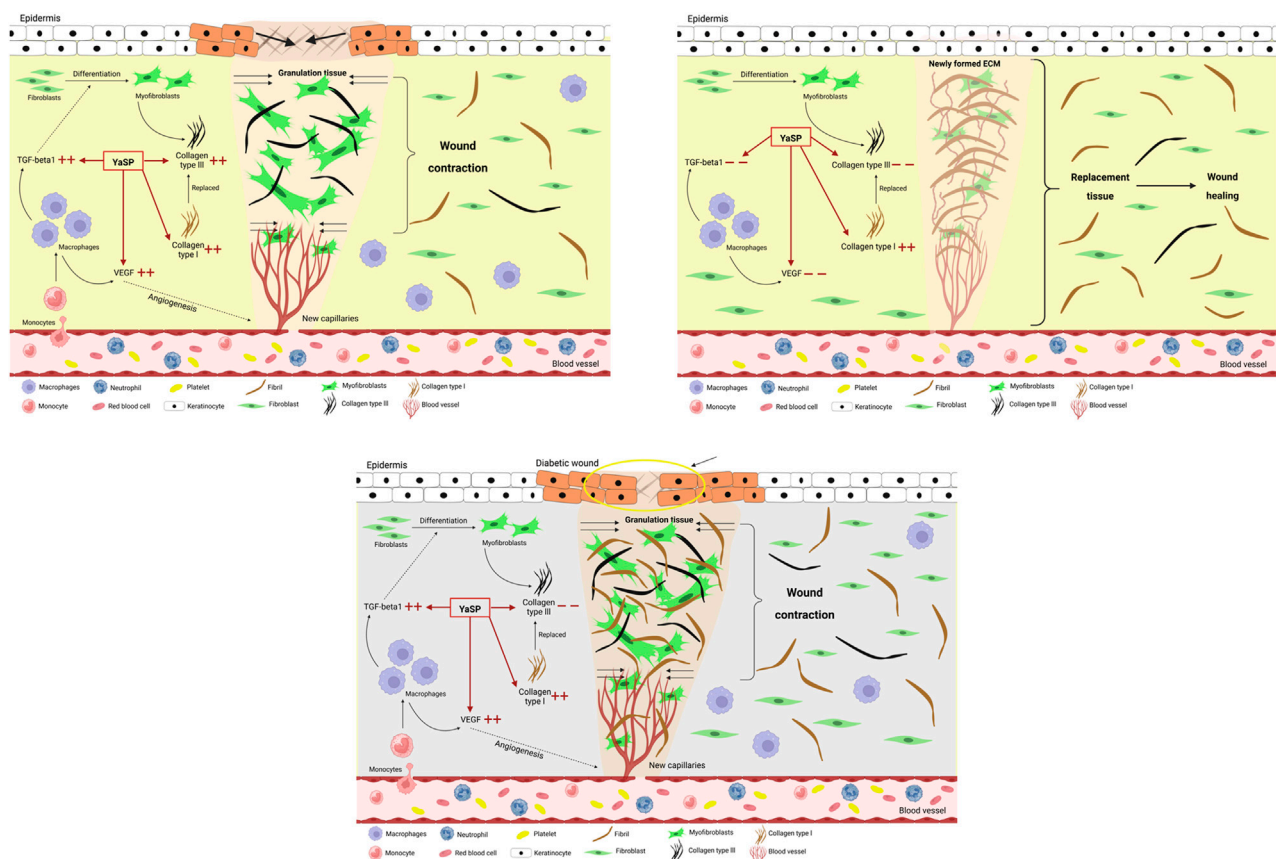 Epidermis
Differentiation
Fibroblasts
Myofibroblasts
Granulation tissue
TGF-beta1 ++
YaSP
Collagen
type III ++
Replaced
Wound
contraction
Macrophages
Collagen
type I ++
VEGF ++
Angiogenesis
Monocytes
New capillaries
Blood vessel
Macrophages
Neutrophil
Platelet
Fibril
Myofibroblasts
Collagen type I
Monocyte
Red blood cell
Keratinocyte
Fibroblast
Collagen type III
Blood vessel
Epidermis
Newly formed ECM
Differentiation
Fibroblasts
Myofibroblasts
YaSP
TGF-beta1 – –
Collagen type III – –
Replaced
Replacement
tissue
Wound
healing
Macrophages
Collagen type I ++
VEGF – –
Blood vessel
Macrophages
Neutrophil
Platelet
Fibril
Myofibroblasts
Collagen type I
Monocyte
Red blood cell
Keratinocyte
Fibroblast
Collagen type III
Blood vessel
Epidermis
Diabetic wound
Differentiation
Fibroblasts
Myofibroblasts
Granulation tissue
TGF-beta1 ++
YaSP
Collagen
type III – –
Replaced
Wound
contraction
Macrophages
Collagen
type I ++
VEGF ++
Angiogenesis
Monocytes
New capillaries
Blood vessel
Macrophages
Neutrophil
Platelet
Fibril
Myofibroblasts
Collagen type I
Monocyte
Red blood cell
Keratinocyte
Fibroblast
Collagen type III
Blood vessel